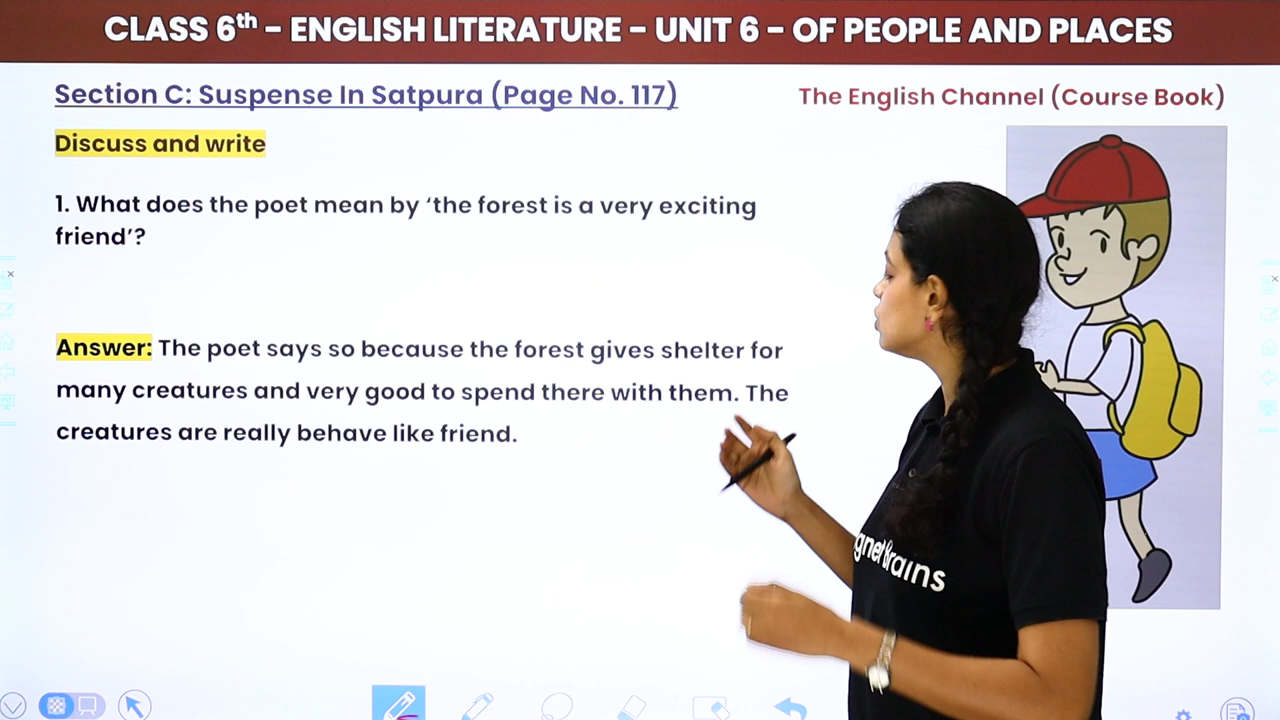 CLASS 6th – ENGLISH LITERATURE – UNIT 6 – OF PEOPLE AND PLACES
Section C: Suspense In Satpura (Page No. 117)
The English Channel (Course Book)
Discuss and write
1. What does the poet mean by ‘the forest is a very exciting
friend’?
Answer: The poet says so because the forest gives shelter for
many creatures and very good to spend there with them. The
creatures are really behave like friend.
gnet Brains